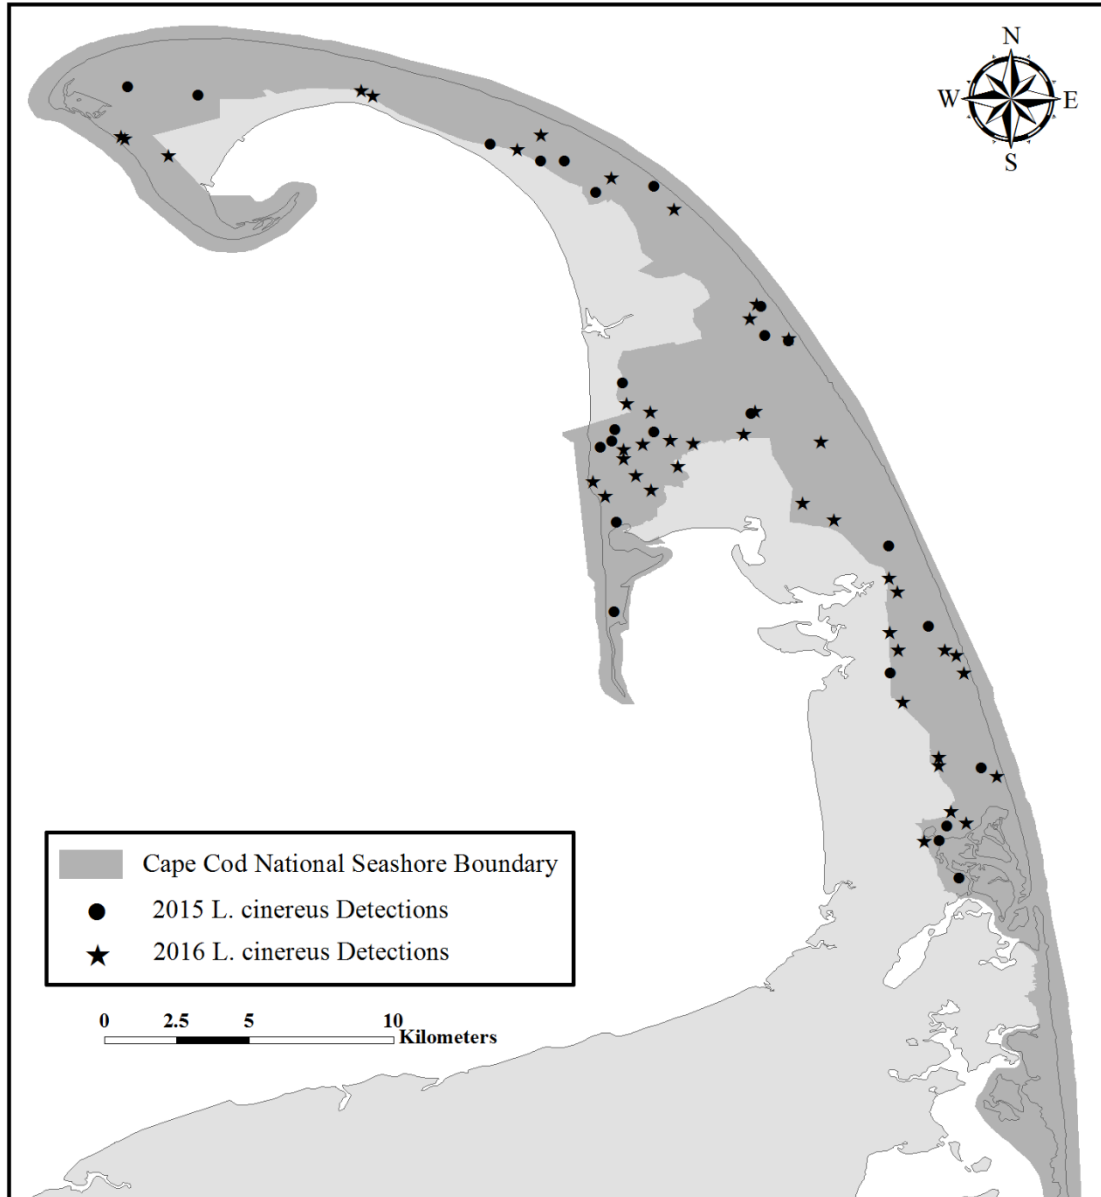 N
W E
S
Cape Cod National Seashore Boundary
2015 L. cinereus Detections
2016 L. cinereus Detections
0 2.5 5 10
Kilometers